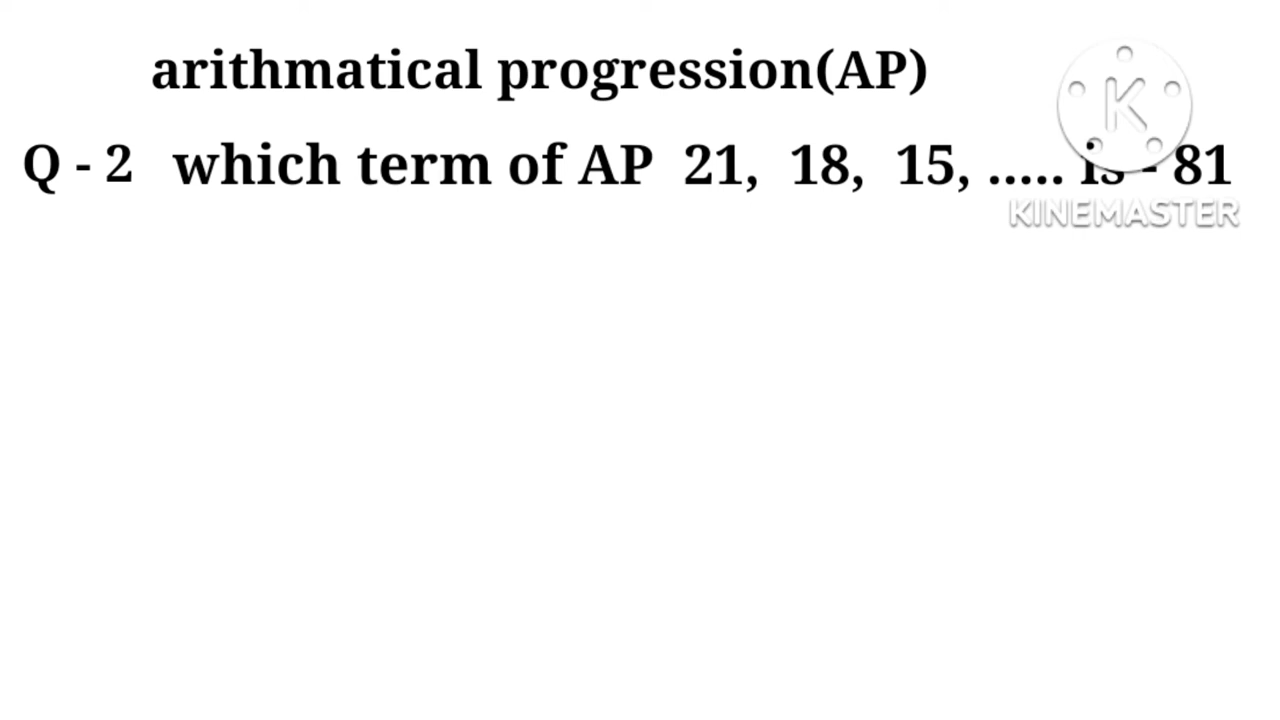 arithmatical progression(AP)
Q - 2 which term of AP 21, 18, 15, ..... is - 81
K
KINEMASTER